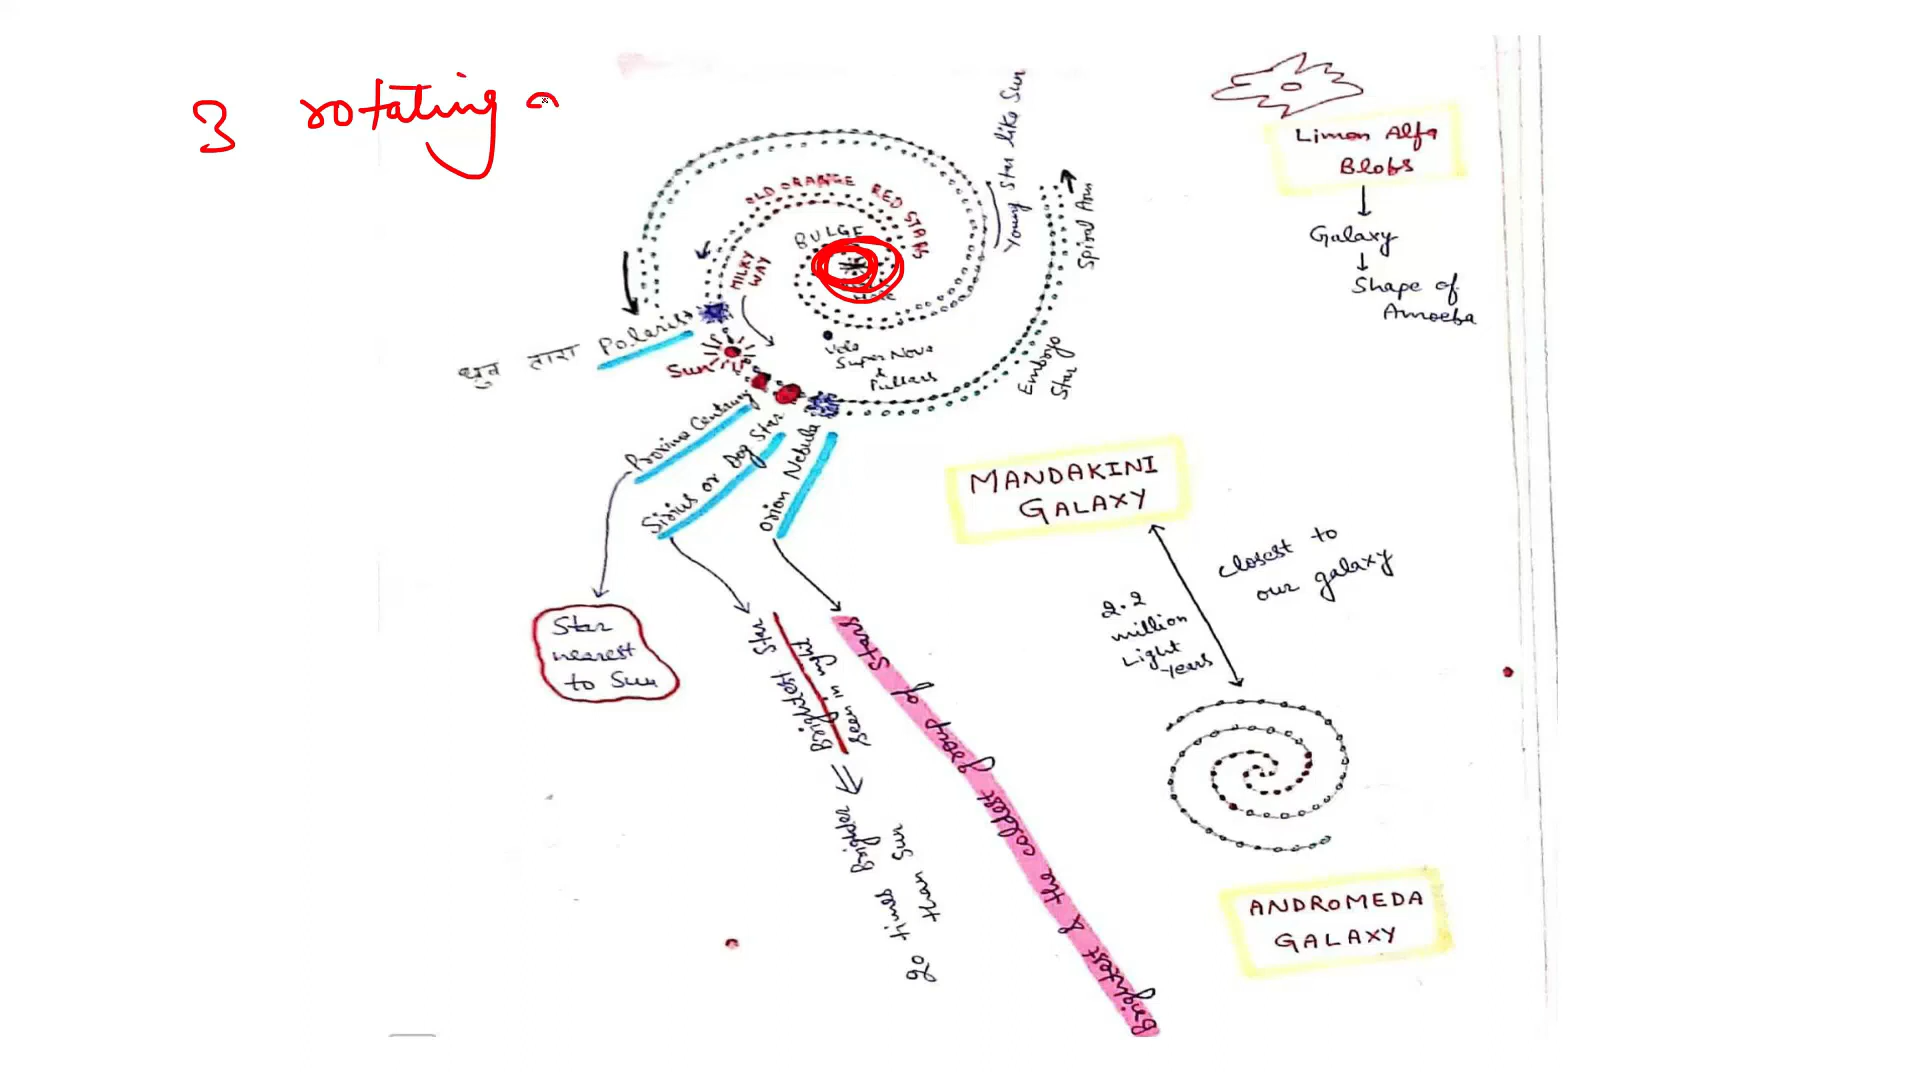 3 rotating a
OLD ORANGE RED STARS
BULGE
Hole
MILKY
WAY
Young Star like Sun
Spiral Arm
Embryo
Star
Super Nova
&
Pulsars
ध्रुव तारा Polaris
Sun
Proxima Centaury
Sirius or Dog Star
Orion Nebula
Star
nearest
to Sun
Brightest Star
Seen in night
20 times Brighter
than Sun
Brightest & the coldest group of Stars
Limon Alfa
Blobs
Galaxy
Shape of
Amoeba
MANDAKINI
GALAXY
closest to
our galaxy
2.2
million
Light
Years
ANDROMEDA
GALAXY